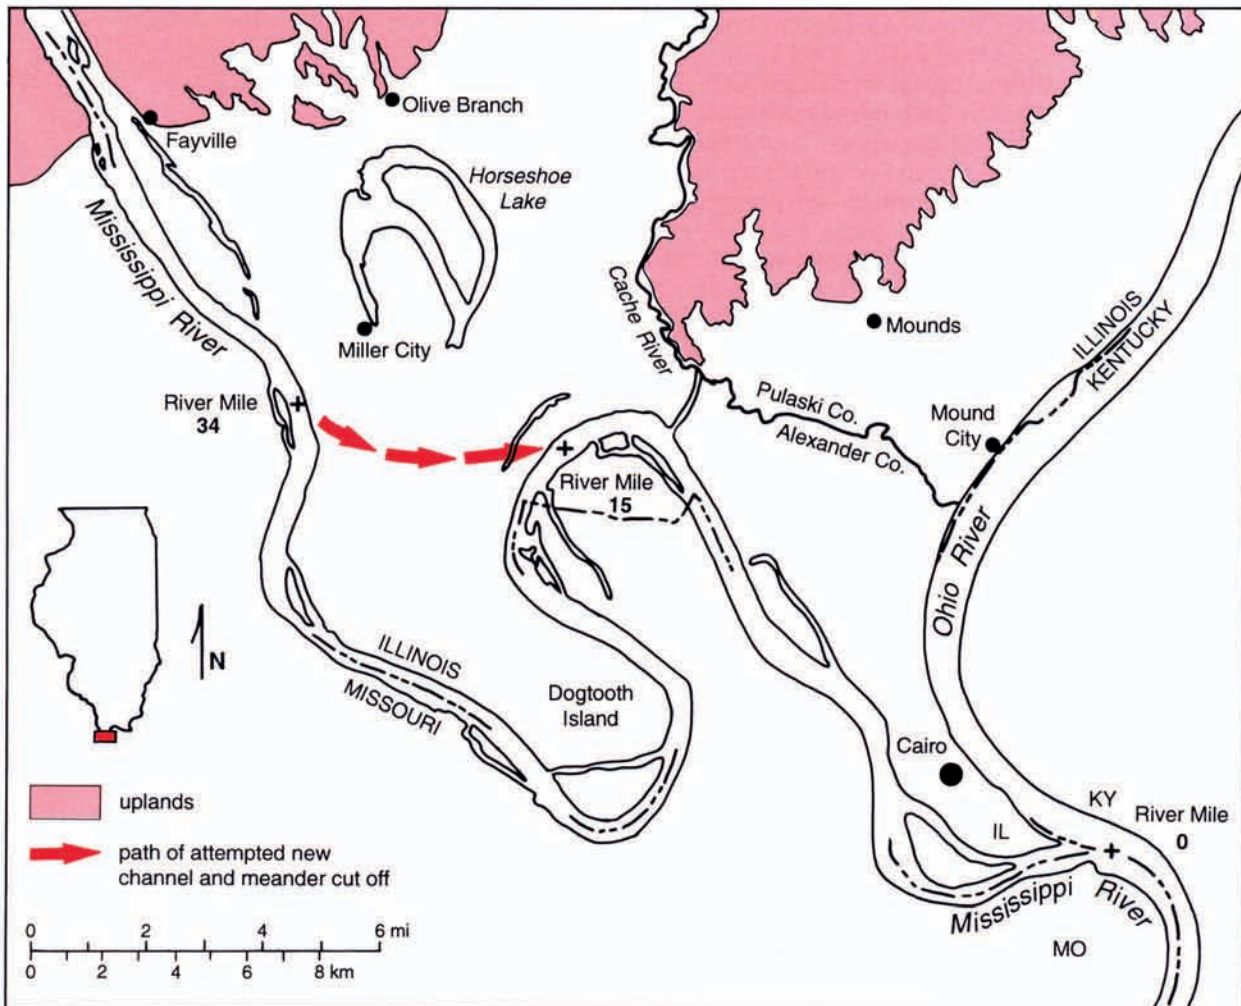 Olive Branch
Fayville
Horseshoe
Lake
Mississippi River
Cache River
Mounds
ILLINOIS
KENTUCKY
Miller City
Pulaski Co.
Alexander Co.
Mound
City
River Mile
34
River Mile
15
Ohio River
N
ILLINOIS
MISSOURI
Dogtooth
Island
Cairo
uplands
KY
River Mile
0
IL
path of attempted new
channel and meander cut off
Mississippi River
MO
0 2 4 6 mi
0 2 4 6 8 km